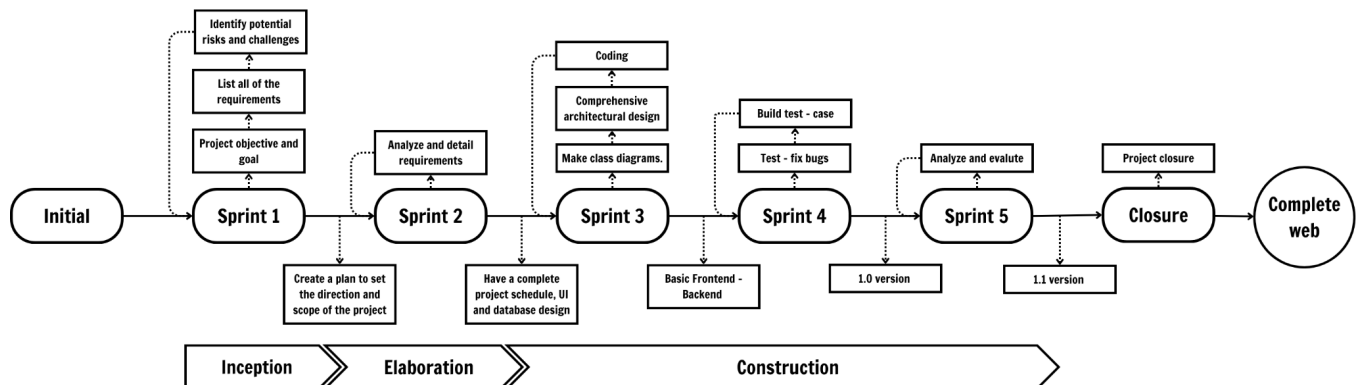 Identify potential
risks and challenges
List all of the
requirements
Project objective and
goal
Analyze and detail
requirements
Coding
Comprehensive
architectural design
Make class diagrams.
Build test - case
Test - fix bugs
Analyze and evalute
Project closure
Initial
Sprint 1
Sprint 2
Sprint 3
Sprint 4
Sprint 5
Closure
Complete
web
Create a plan to set
the direction and
scope of the project
Have a complete
project schedule, UI
and database design
Basic Frontend -
Backend
1.0 version
1.1 version
Inception
Elaboration
Construction